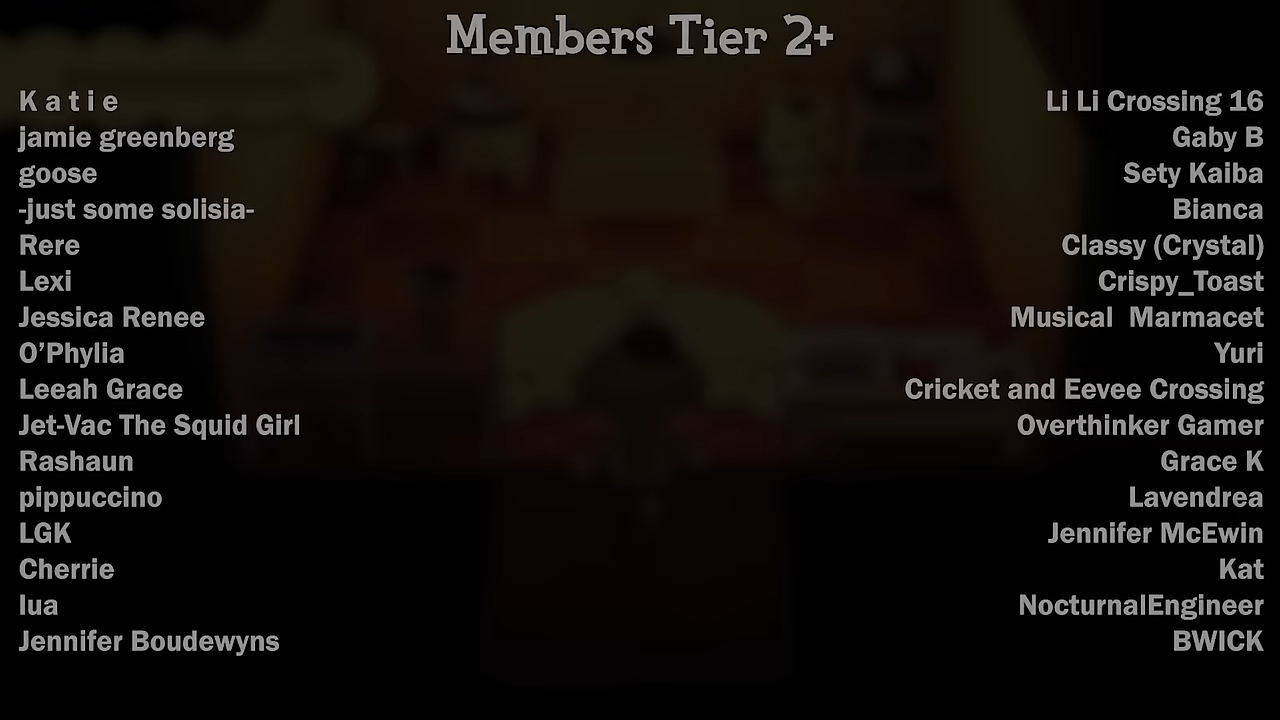 Members Tier 2+
K a t i e
jamie greenberg
goose
-just some solisia-
Rere
Lexi
Jessica Renee
O’Phylia
Leeah Grace
Jet-Vac The Squid Girl
Rashaun
pippuccino
LGK
Cherrie
lua
Jennifer Boudewyns
Li Li Crossing 16
Gaby B
Sety Kaiba
Bianca
Classy (Crystal)
Crispy_Toast
Musical  Marmacet
Yuri
Cricket and Eevee Crossing
Overthinker Gamer
Grace K
Lavendrea
Jennifer McEwin
Kat
NocturnalEngineer
BWICK